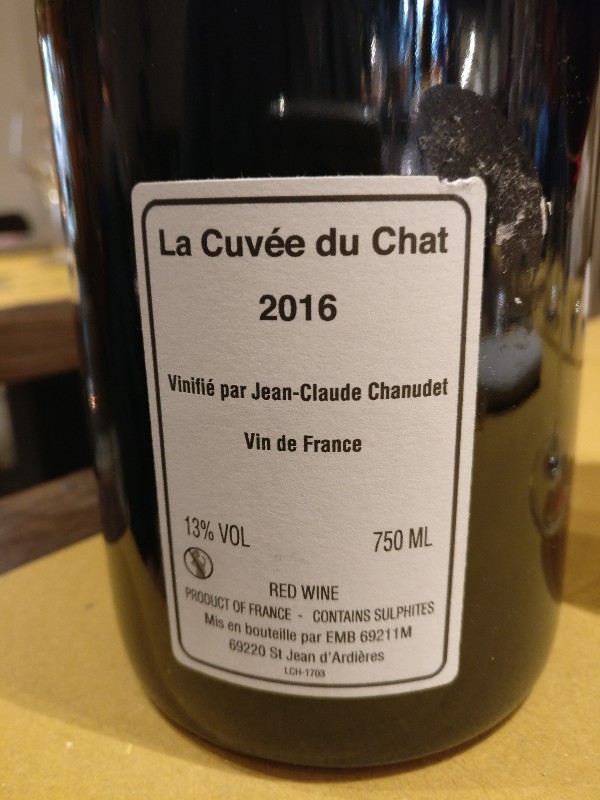 La Cuvée du Chat
2016
Vinifié par Jean-Claude Chanudet
Vin de France
13% VOL
750 ML
RED WINE
PRODUCT OF FRANCE - CONTAINS SULPHITES
Mis en bouteille par EMB 69211M
69220 St Jean d'Ardières
LCH-1703